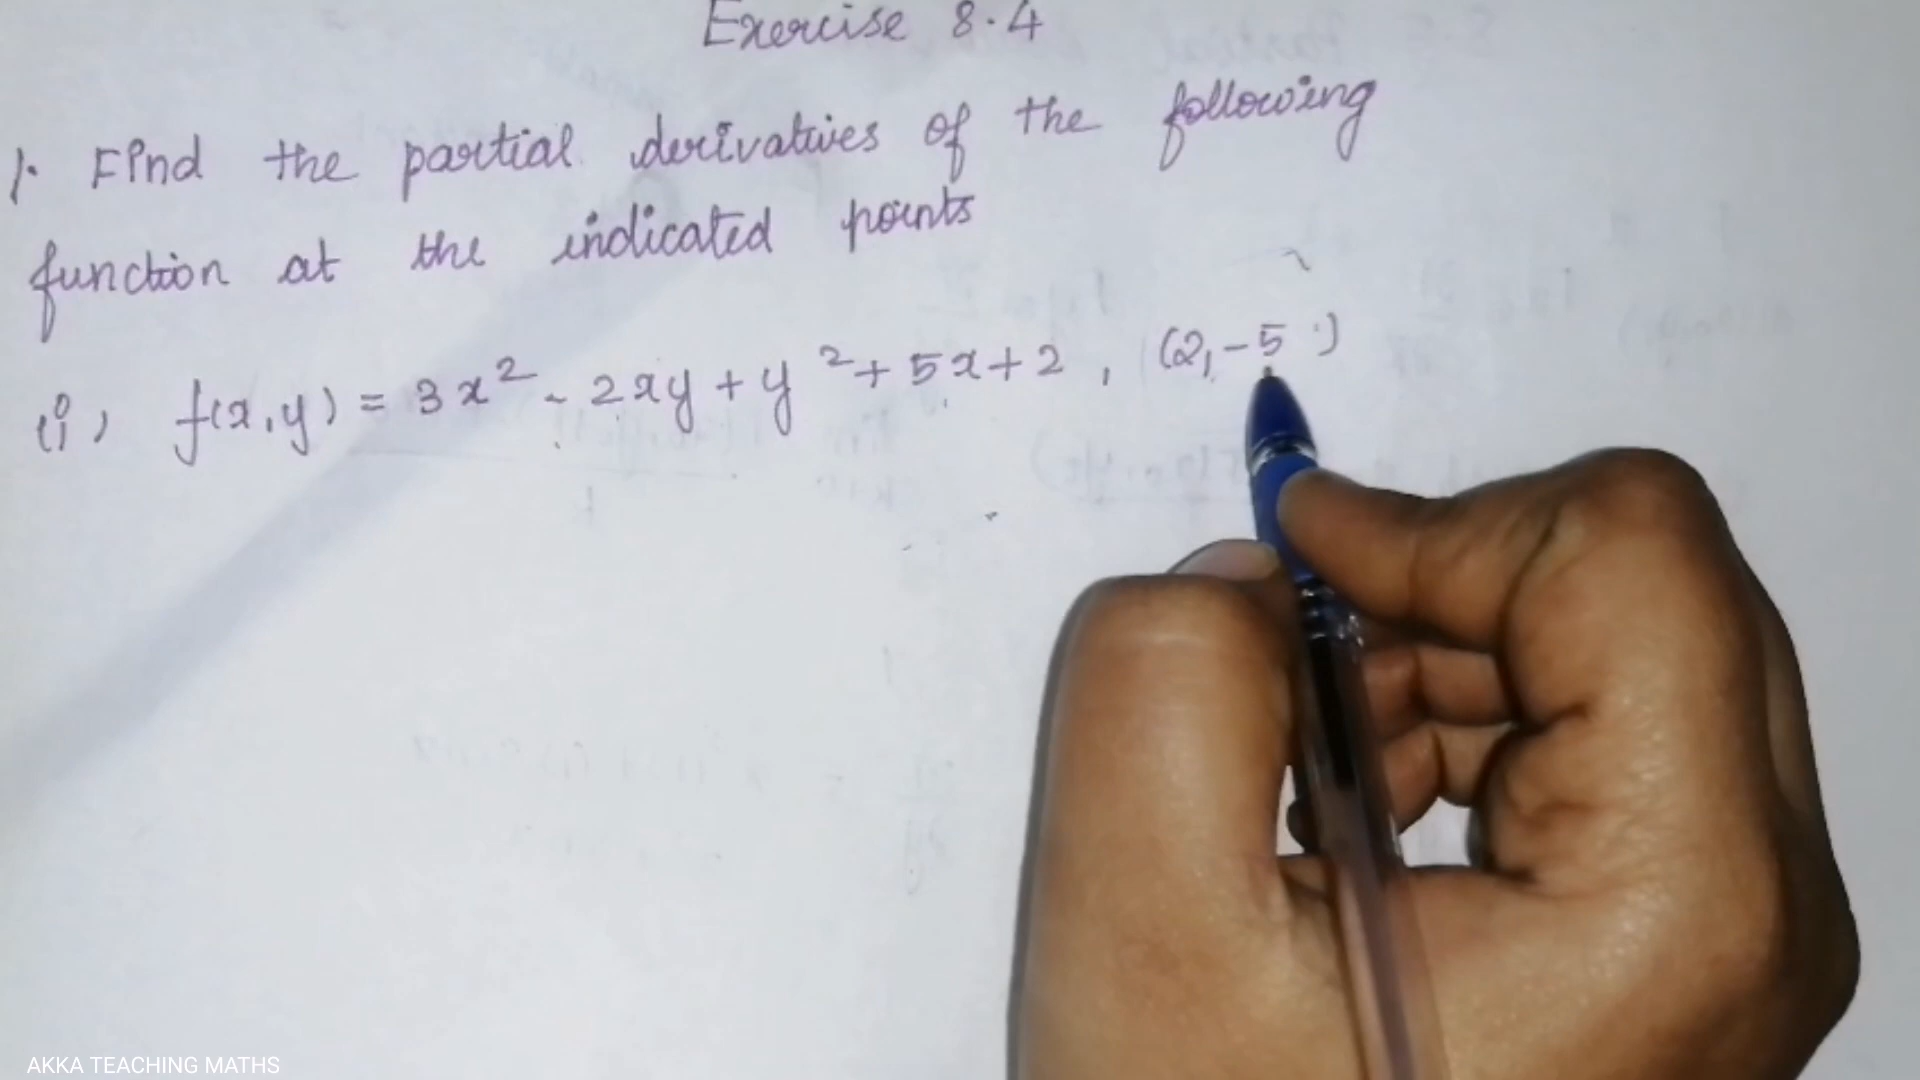 Exercise 8.4
1. Find the partial derivatives of the following
function at the indicated points
(i) f(x,y) = 3x² - 2xy + y² + 5x + 2 , (2,-5)
AKKA TEACHING MATHS